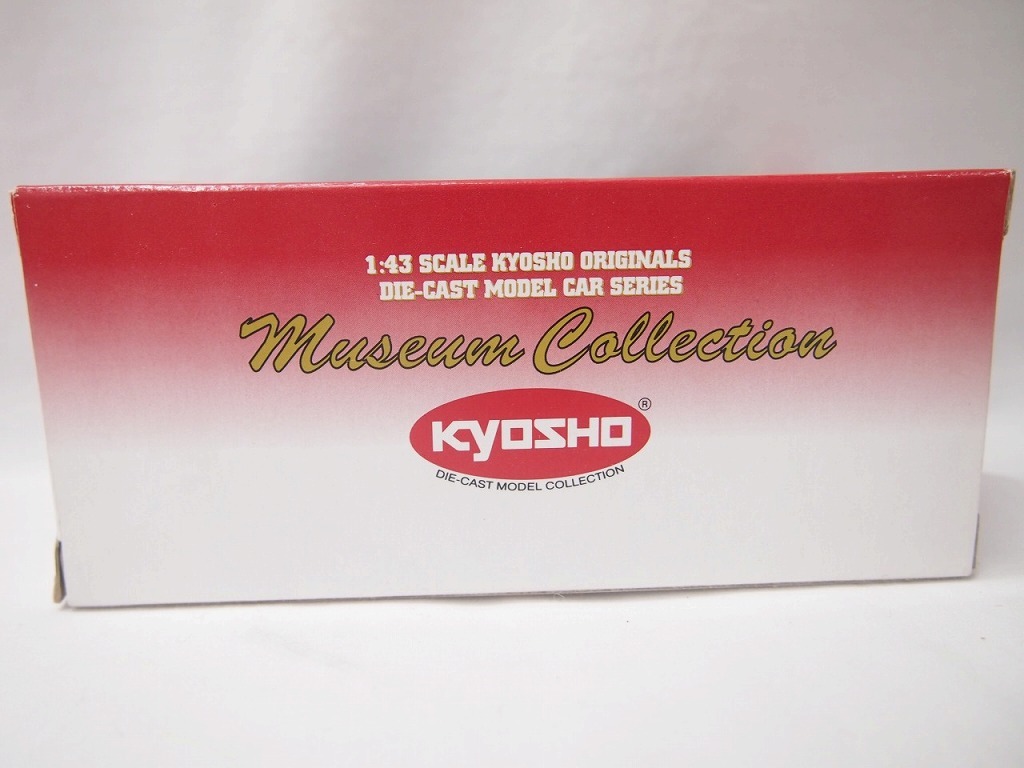 1:43 SCALE KYOSHO ORIGINALS
DIE-CAST MODEL CAR SERIES
Museum Collection
KYOSHO ®
DIE-CAST MODEL COLLECTION